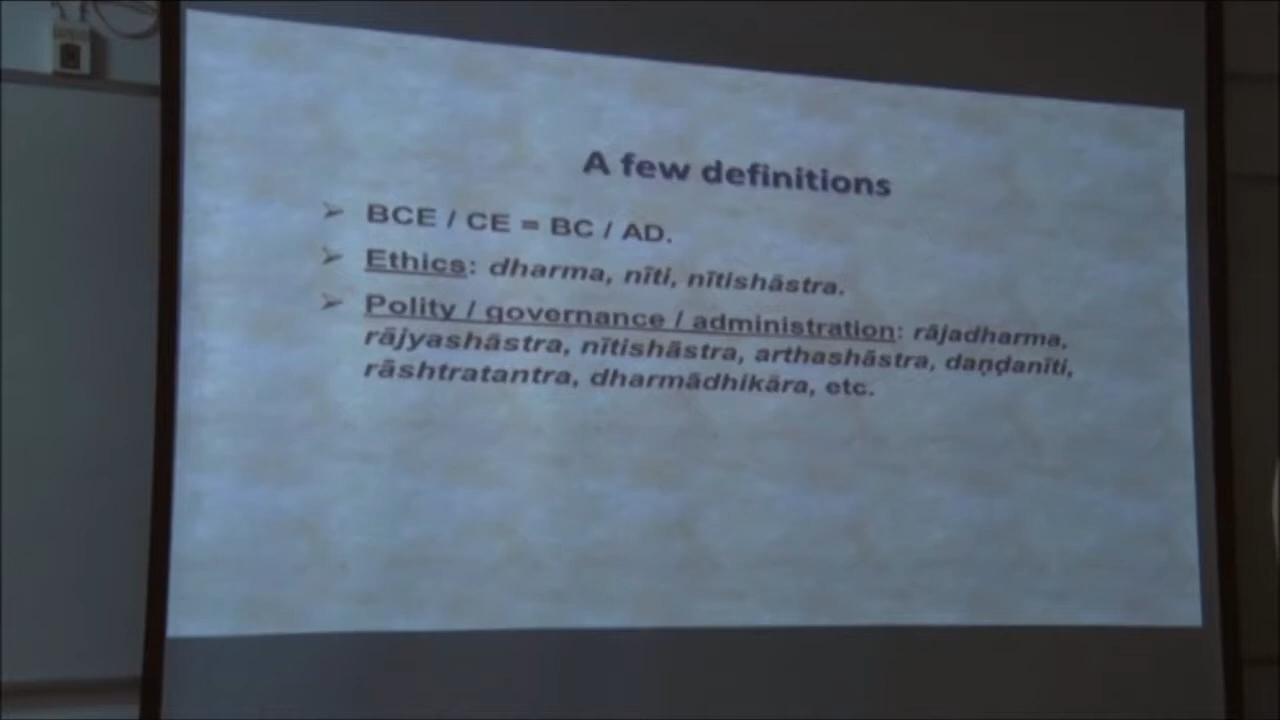 A few definitions
➢ BCE / CE = BC / AD.
➢ Ethics: dharma, nīti, nītishāstra.
➢ Polity / governance / administration: rājadharma,
rājyashāstra, nītishāstra, arthashāstra, daṇḍanīti,
rāshtratantra, dharmādhikāra, etc.